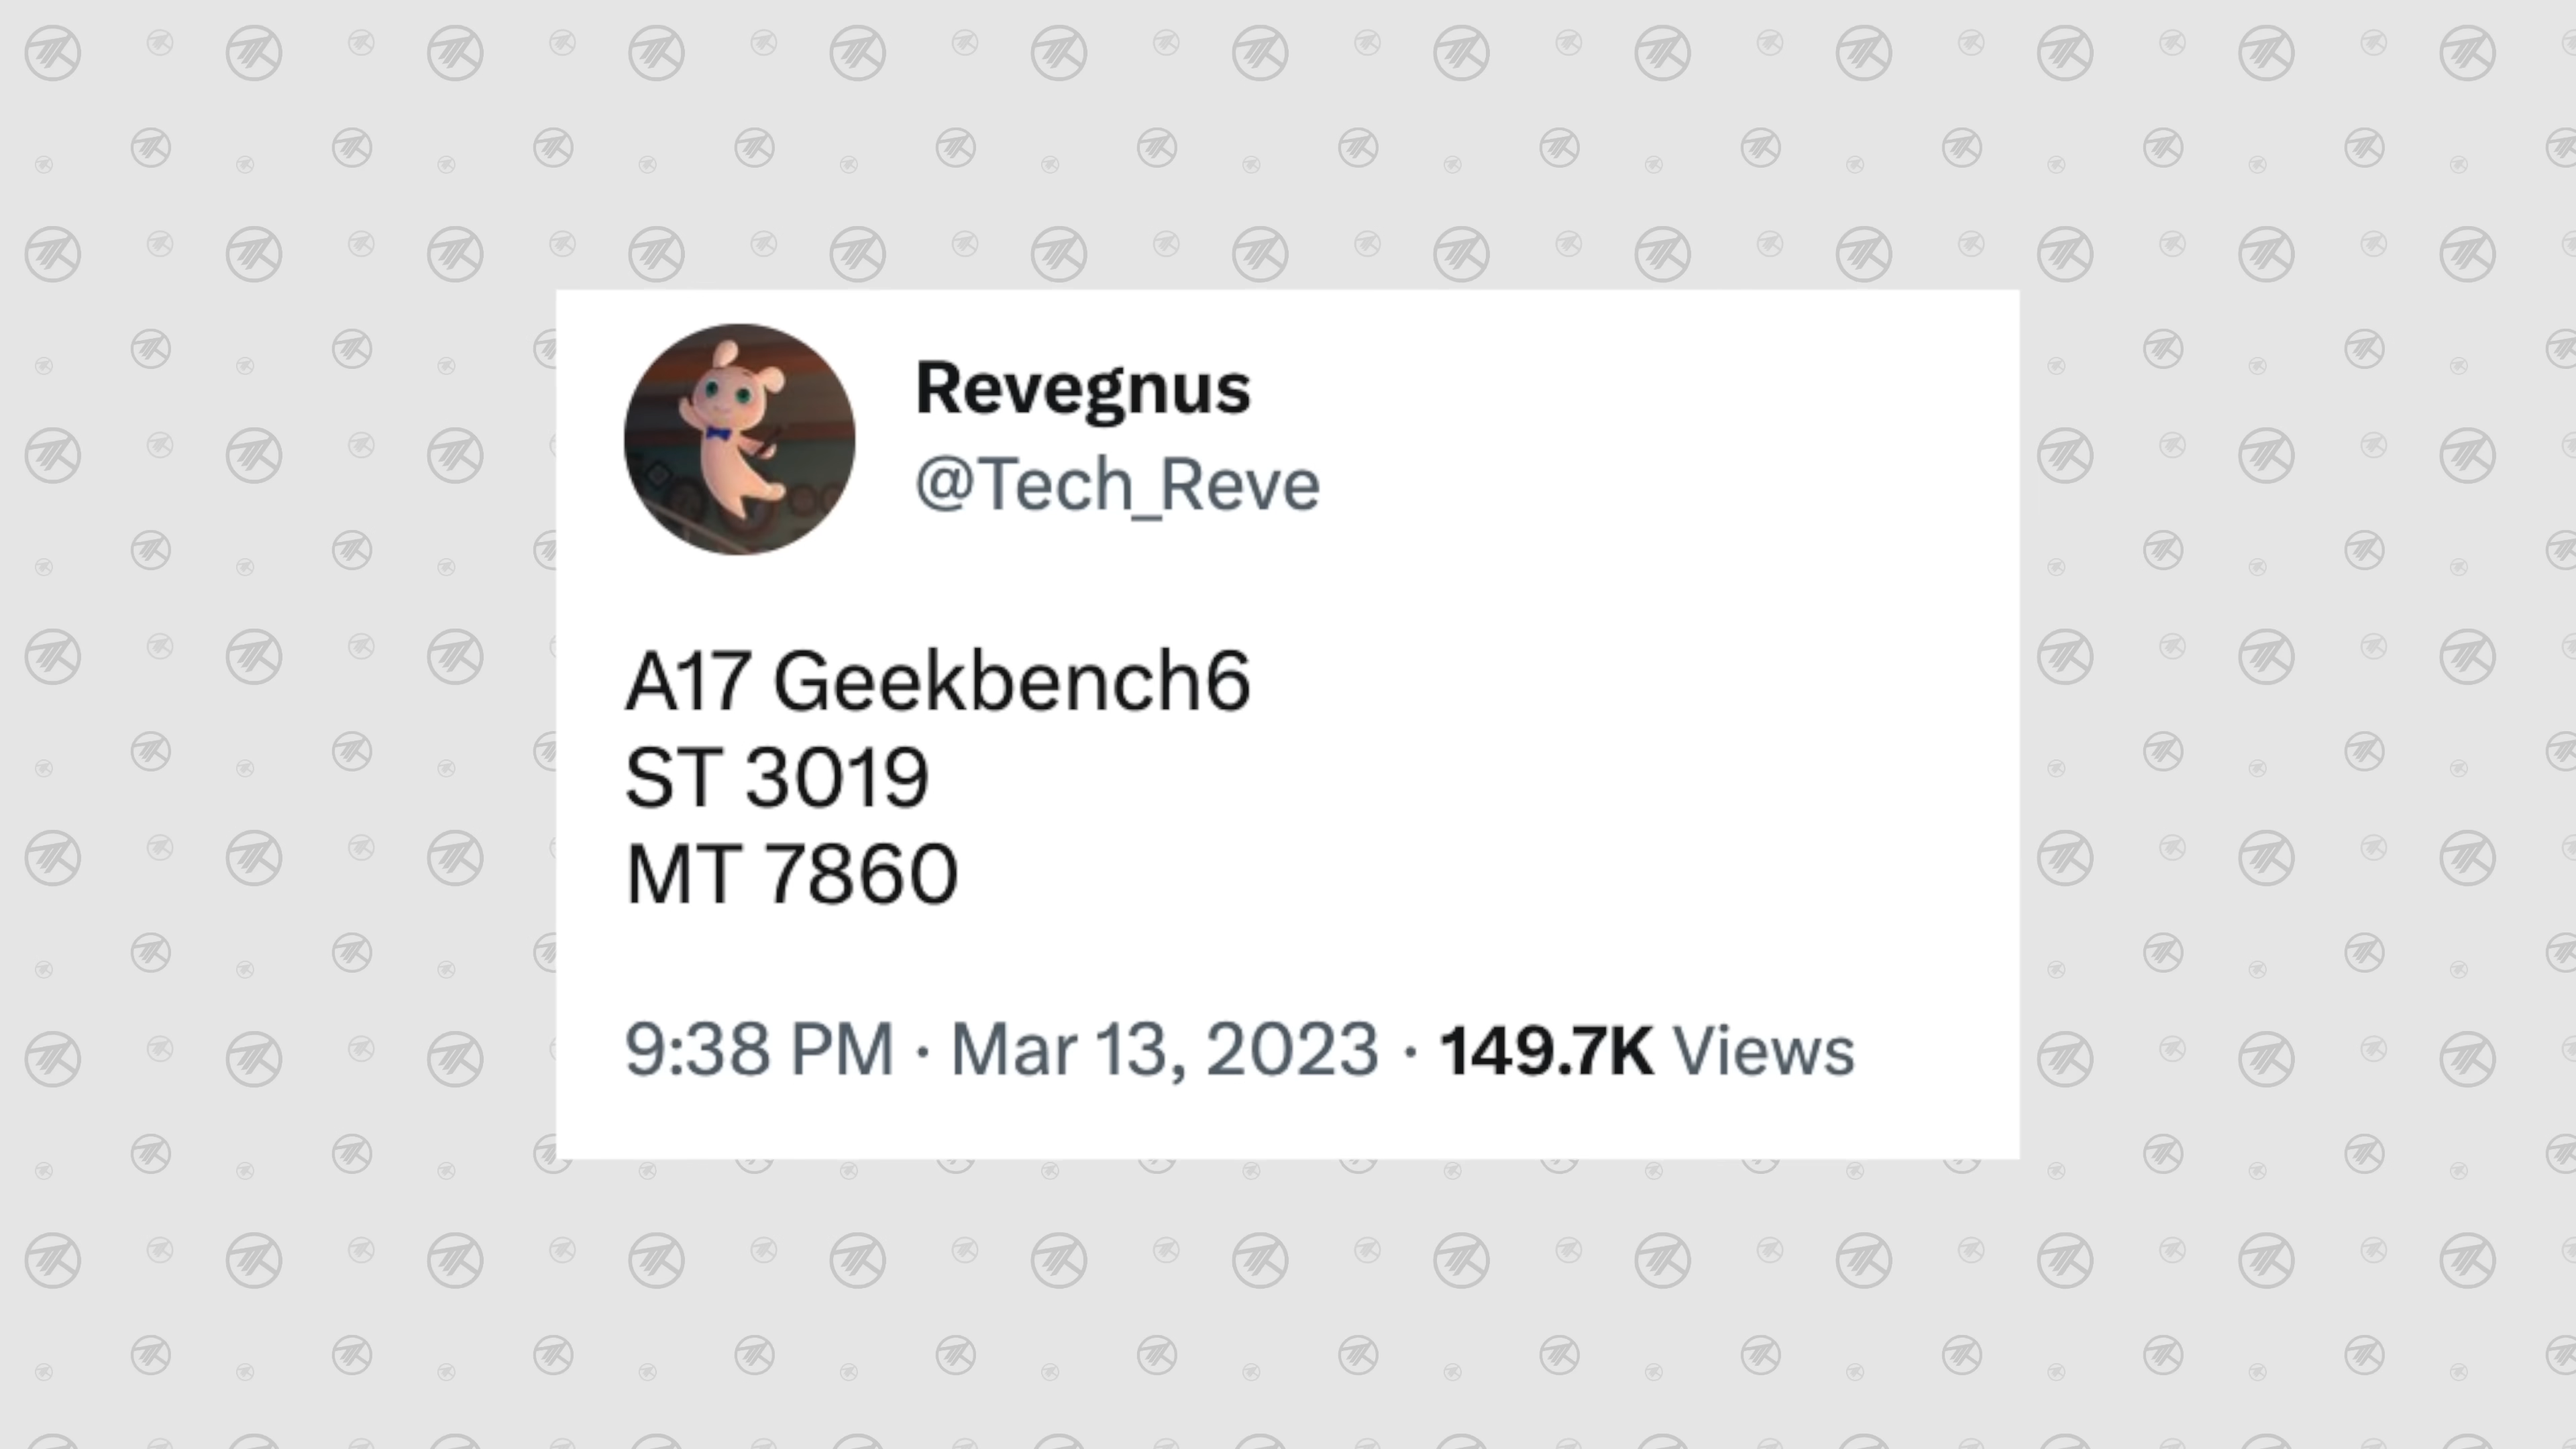 Revegnus
@Tech_Reve
A17 Geekbench6
ST 3019
MT 7860
9:38 PM · Mar 13, 2023 · 149.7K Views